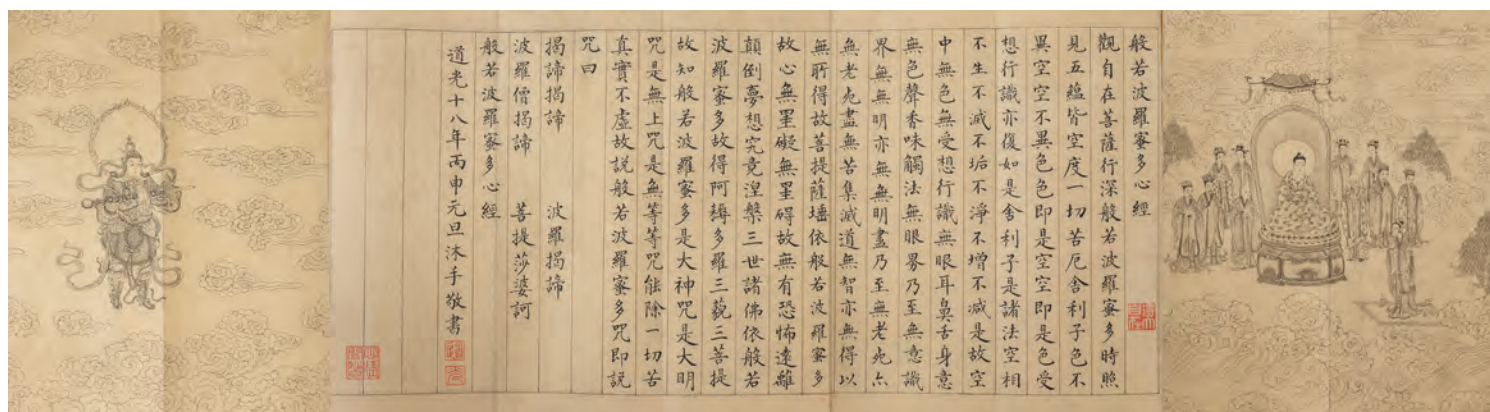 般若波羅蜜多心經
觀自在菩薩行深般若波羅蜜多時照
見五蘊皆空度一切苦厄舍利子色不
異空空不異色色即是空空即是色受
想行識亦復如是舍利子是諸法空相
不生不滅不垢不淨不增不減是故空
中無色無受想行識無眼耳鼻舌身意
無色聲香味觸法無眼界乃至無意識
界無無明亦無無明盡乃至無老死亦
無老死盡無苦集滅道無智亦無得以
無所得故菩提薩埵依般若波羅蜜多
故心無罣礙無罣碍故無有恐怖遠離
顛倒夢想究竟涅槃三世諸佛依般若
波羅蜜多故得阿耨多羅三藐三菩提
故知般若波羅蜜多是大神咒是大明
咒是無上咒是無等等咒能除一切苦
真實不虛故說般若波羅蜜多咒即說
咒曰
揭諦揭諦 波羅揭諦
波羅僧揭諦 菩提莎婆訶
般若波羅蜜多心經
道光十八年丙申元旦沐手敬書